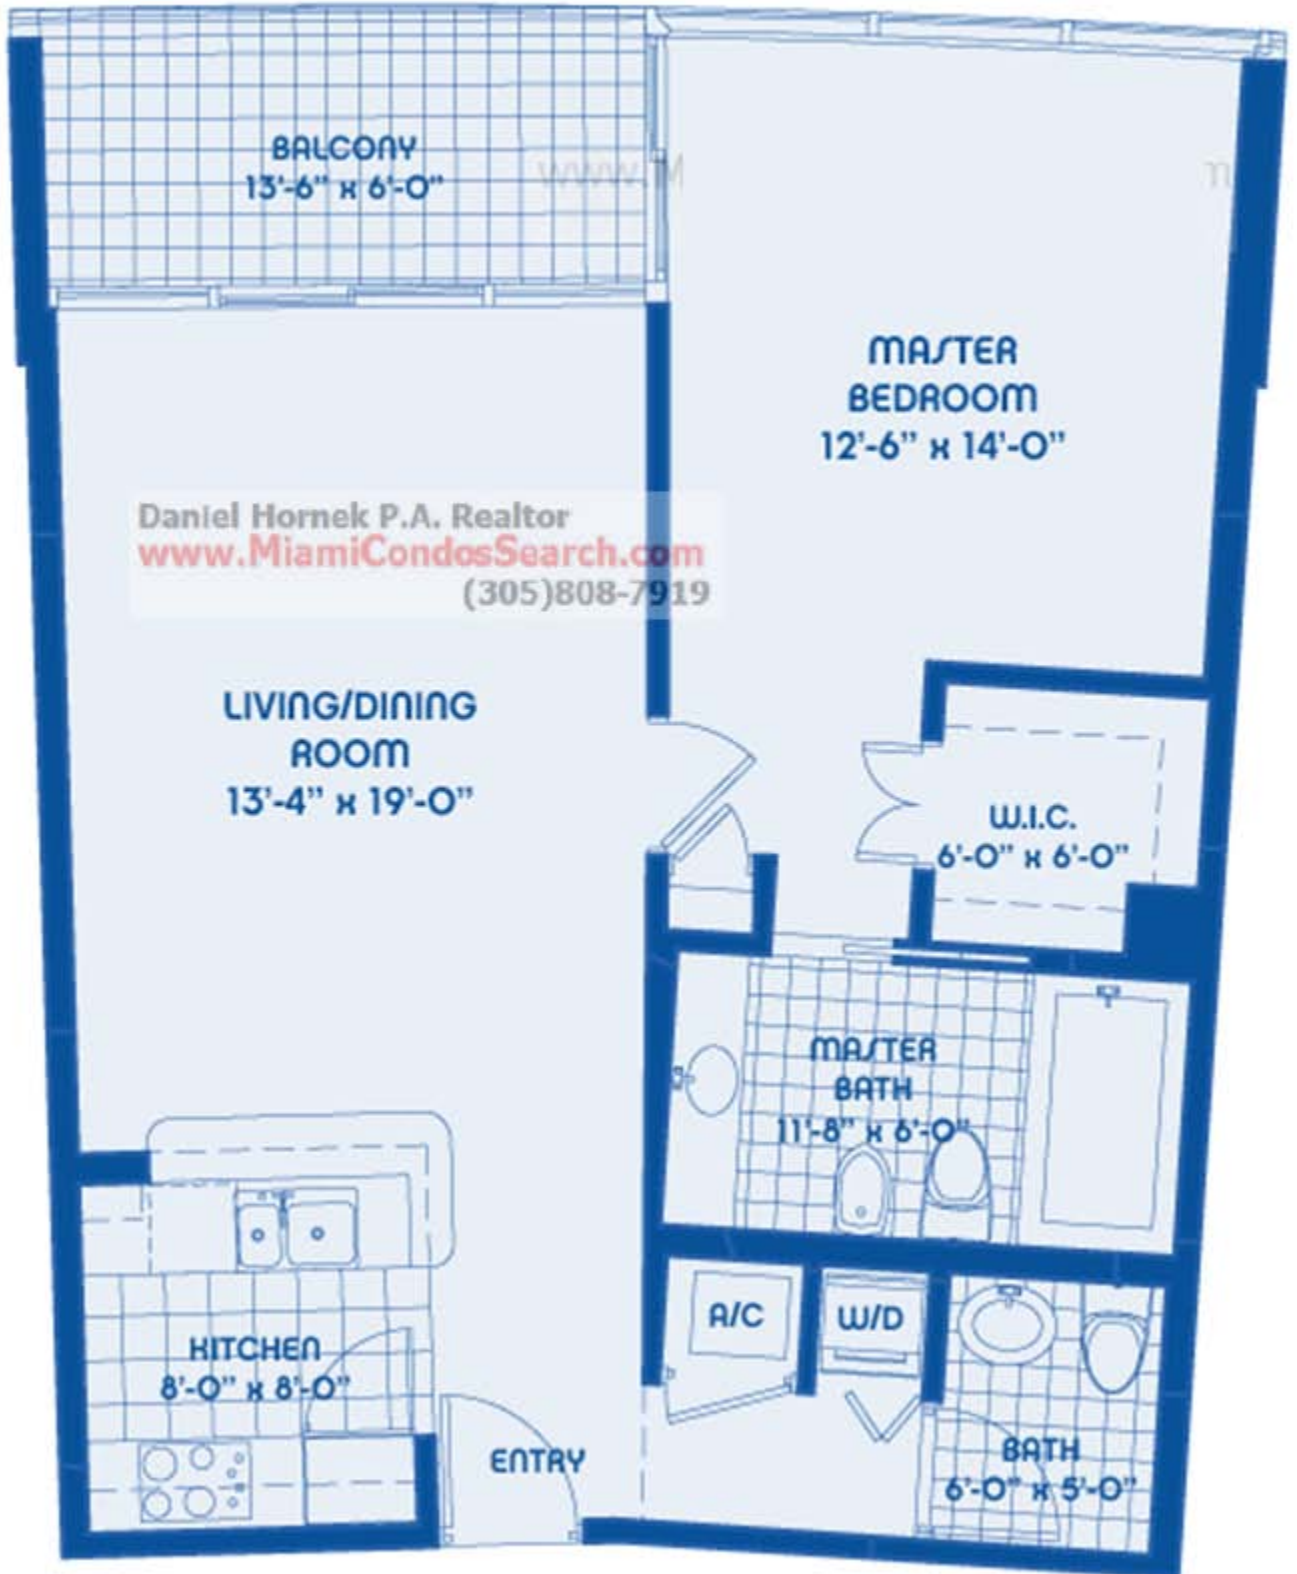 BALCONY
13'-6" x 6'-0"
www.M
m
MASTER
BEDROOM
12'-6" x 14'-0"
Daniel Hornek P.A. Realtor
www.MiamiCondosSearch.com
(305)808-7919
LIVING/DINING
ROOM
13'-4" x 19'-0"
W.I.C.
6'-0" x 6'-0"
MASTER
BATH
11'-8" x 6'-0"
A/C
W/D
KITCHEN
8'-0" x 8'-0"
ENTRY
BATH
6'-0" x 5'-0"